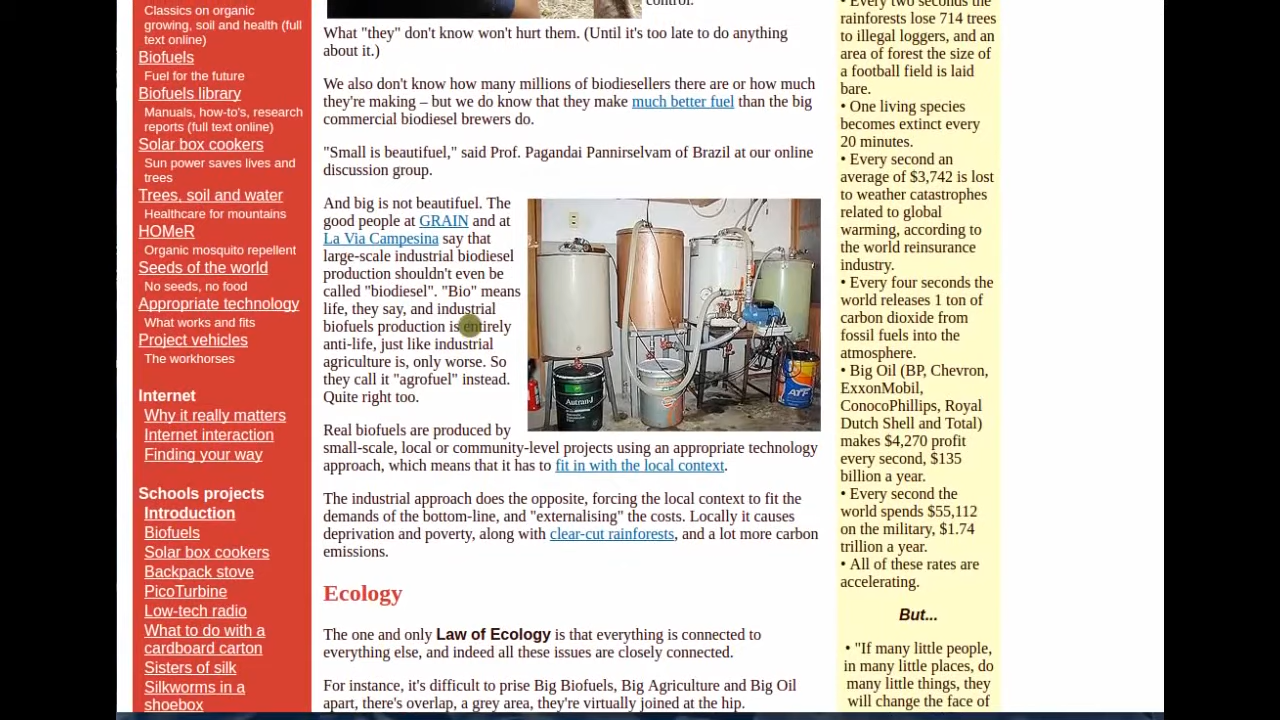 Classics on organic
growing, soil and health (full
text online)
Biofuels
Fuel for the future
Biofuels library
Manuals, how-to's, research
reports (full text online)
Solar box cookers
Sun power saves lives and
trees
Trees, soil and water
Healthcare for mountains
HOMeR
Organic mosquito repellent
Seeds of the world
No seeds, no food
Appropriate technology
What works and fits
Project vehicles
The workhorses
Internet
Why it really matters
Internet interaction
Finding your way
Schools projects
Introduction
Biofuels
Solar box cookers
Backpack stove
PicoTurbine
Low-tech radio
What to do with a
cardboard carton
Sisters of silk
Silkworms in a
shoebox
control.
What "they" don't know won't hurt them. (Until it's too late to do anything
about it.)
We also don't know how many millions of biodiesellers there are or how much
they're making – but we do know that they make much better fuel than the big
commercial biodiesel brewers do.
"Small is beautifuel," said Prof. Pagandai Pannirselvam of Brazil at our online
discussion group.
And big is not beautifuel. The
good people at GRAIN and at
La Via Campesina say that
large-scale industrial biodiesel
production shouldn't even be
called "biodiesel". "Bio" means
life, they say, and industrial
biofuels production is entirely
anti-life, just like industrial
agriculture is, only worse. So
they call it "agrofuel" instead.
Quite right too.
Autran-J
ATF
Real biofuels are produced by
small-scale, local or community-level projects using an appropriate technology
approach, which means that it has to fit in with the local context.
The industrial approach does the opposite, forcing the local context to fit the
demands of the bottom-line, and "externalising" the costs. Locally it causes
deprivation and poverty, along with clear-cut rainforests, and a lot more carbon
emissions.
Ecology
The one and only Law of Ecology is that everything is connected to
everything else, and indeed all these issues are closely connected.
For instance, it's difficult to prise Big Biofuels, Big Agriculture and Big Oil
apart, there's overlap, a grey area, they're virtually joined at the hip.
• Every two seconds the
rainforests lose 714 trees
to illegal loggers, and an
area of forest the size of
a football field is laid
bare.
• One living species
becomes extinct every
20 minutes.
• Every second an
average of $3,742 is lost
to weather catastrophes
related to global
warming, according to
the world reinsurance
industry.
• Every four seconds the
world releases 1 ton of
carbon dioxide from
fossil fuels into the
atmosphere.
• Big Oil (BP, Chevron,
ExxonMobil,
ConocoPhillips, Royal
Dutch Shell and Total)
makes $4,270 profit
every second, $135
billion a year.
• Every second the
world spends $55,112
on the military, $1.74
trillion a year.
• All of these rates are
accelerating.
But...
• "If many little people,
in many little places, do
many little things, they
will change the face of